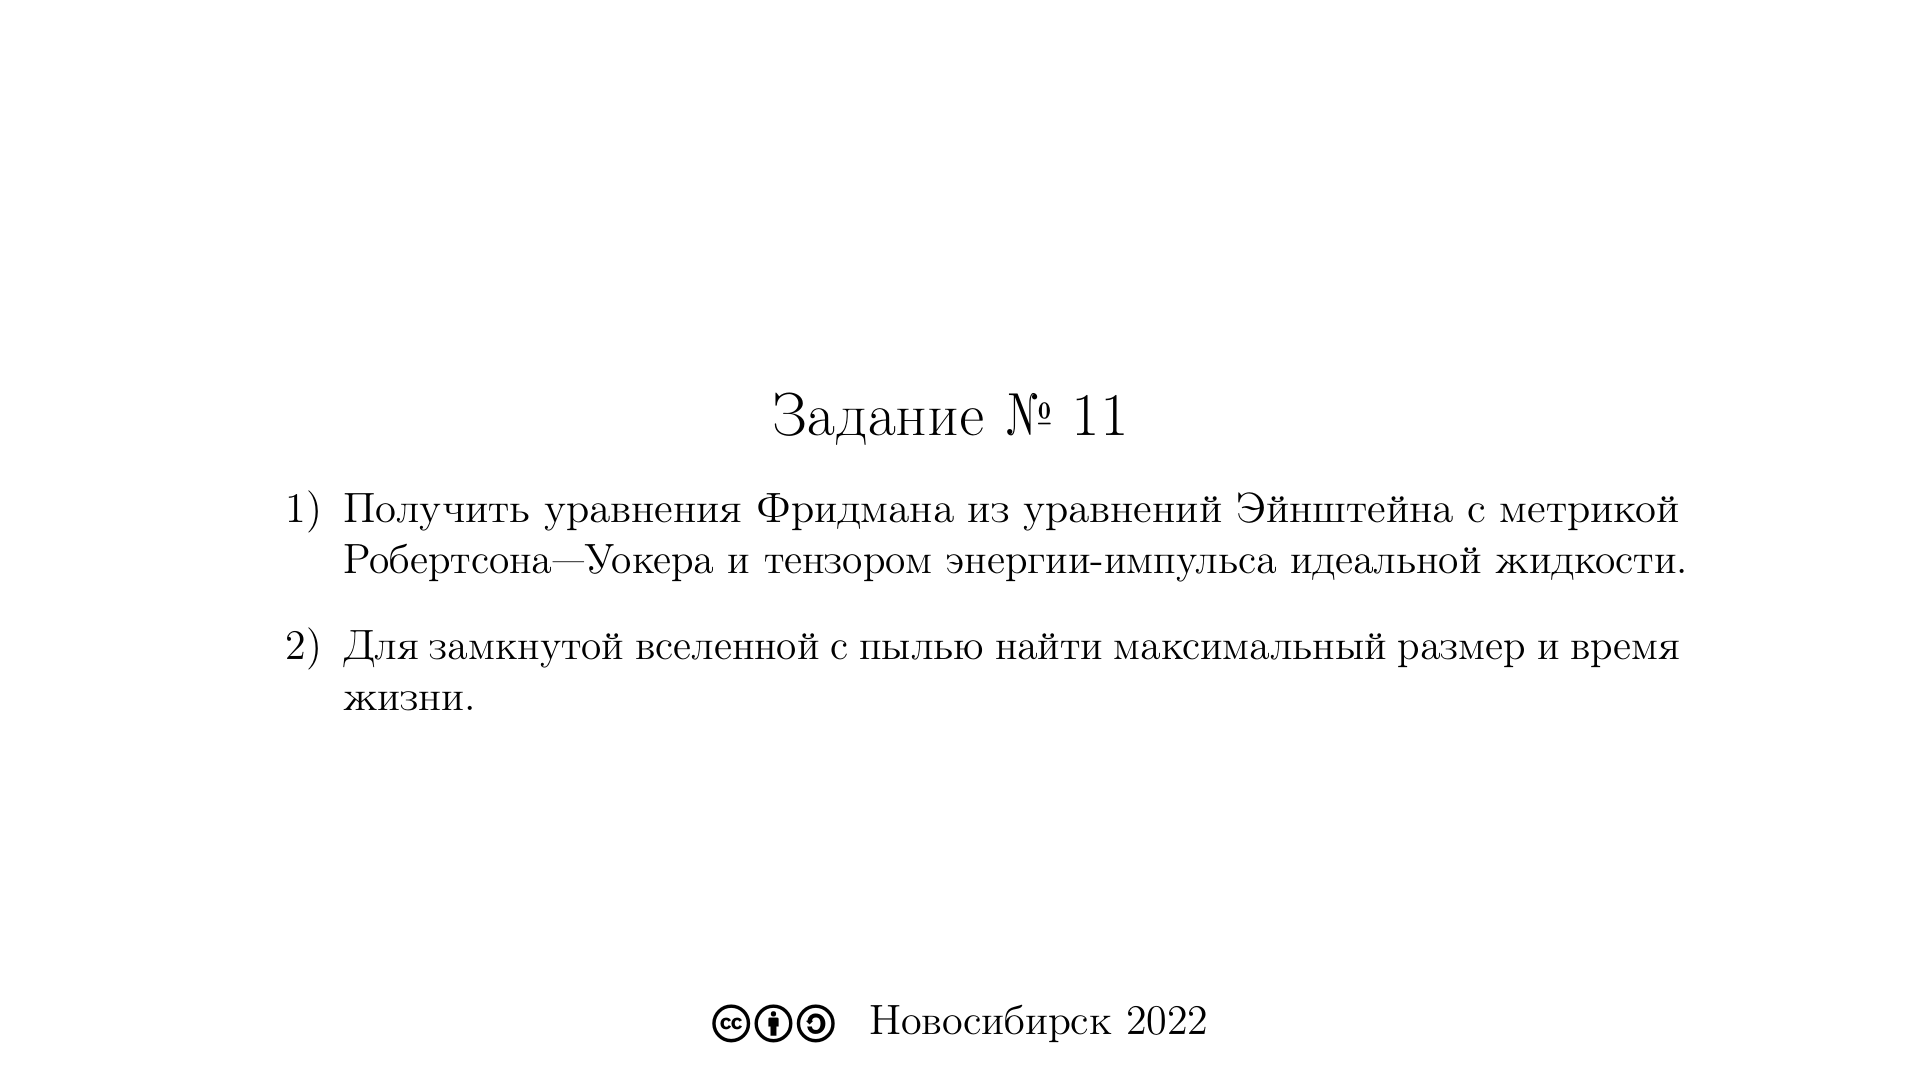 Задание № 11
1) Получить уравнения Фридмана из уравнений Эйнштейна с метрикой
Робертсона—Уокера и тензором энергии-импульса идеальной жидкости.
2) Для замкнутой вселенной с пылью найти максимальный размер и время
жизни.
Новосибирск 2022